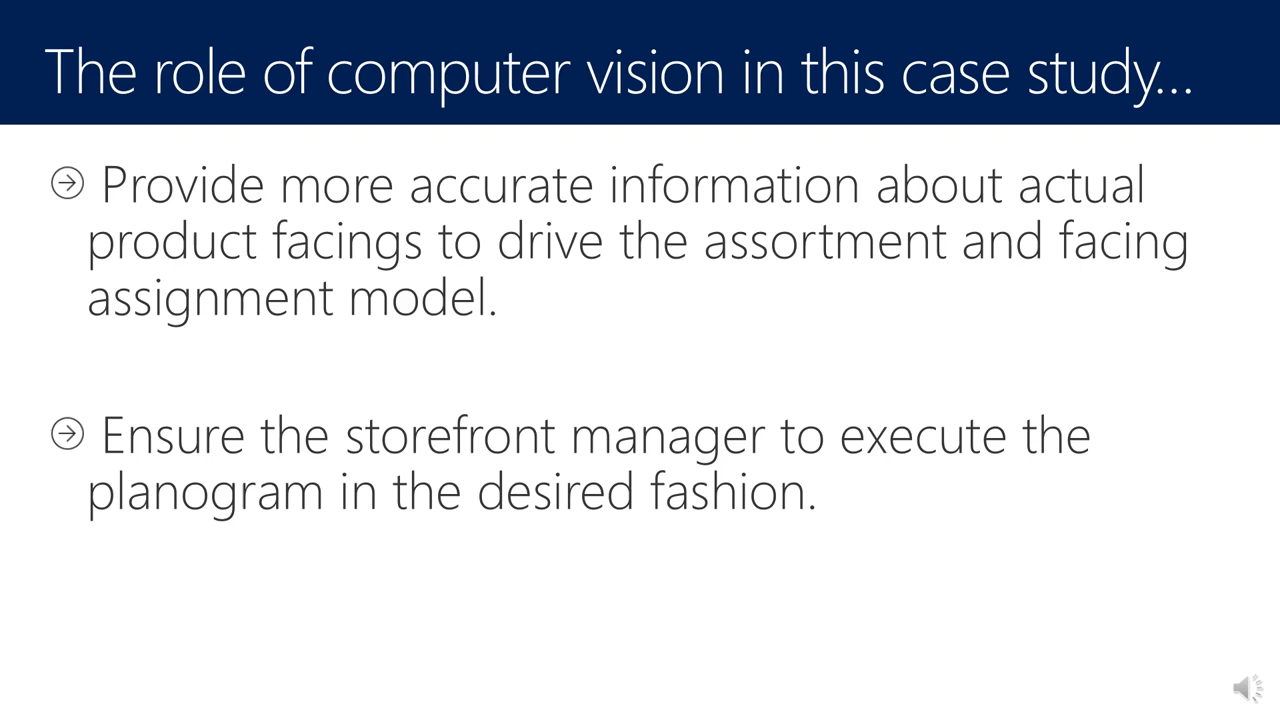 The role of computer vision in this case study...
Provide more accurate information about actual
product facings to drive the assortment and facing
assignment model.
Ensure the storefront manager to execute the
planogram in the desired fashion.